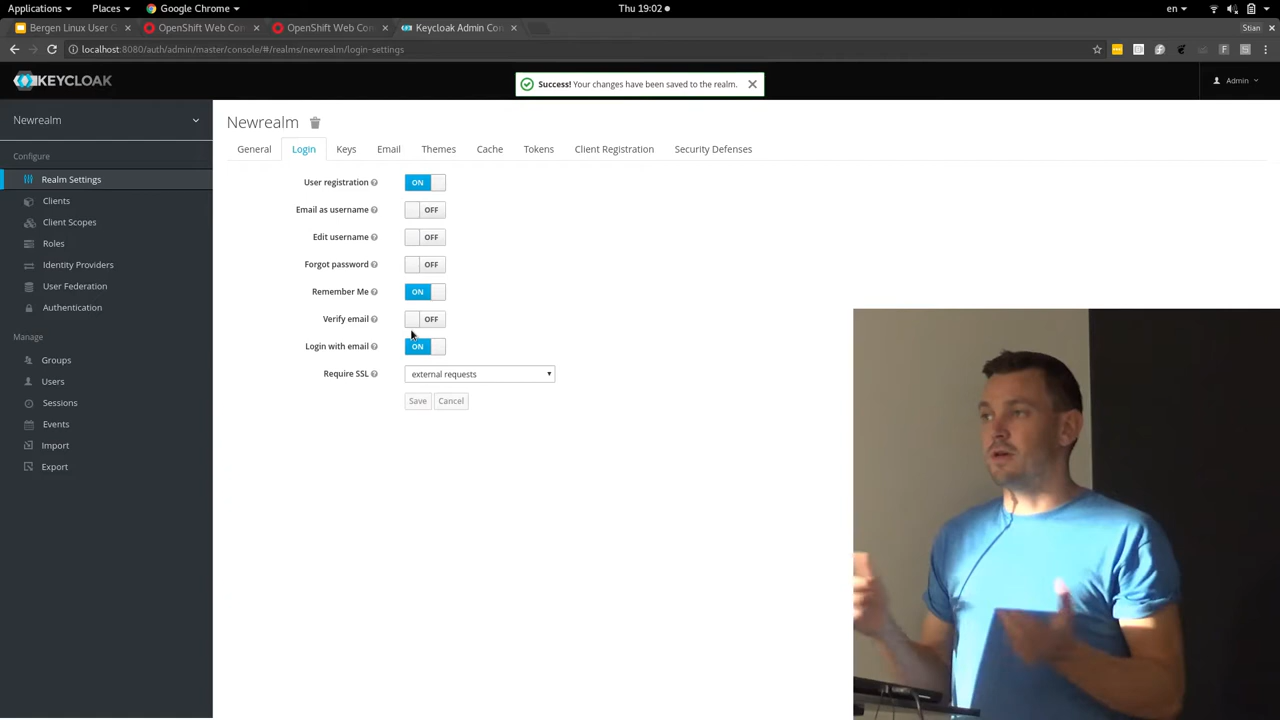 Applications Places Google Chrome Thu 19:02 en
Bergen Linux User G OpenShift Web Con OpenShift Web Con Keycloak Admin Con Stian
localhost:8080/auth/admin/master/console/#/realms/newrealm/login-settings
KEYCLOAK Success! Your changes have been saved to the realm. Admin
Newrealm
Configure
Realm Settings
Clients
Client Scopes
Roles
Identity Providers
User Federation
Authentication
Manage
Groups
Users
Sessions
Events
Import
Export
Newrealm
General Login Keys Email Themes Cache Tokens Client Registration Security Defenses
User registration ON
Email as username OFF
Edit username OFF
Forgot password OFF
Remember Me ON
Verify email OFF
Login with email ON
Require SSL external requests
Save Cancel